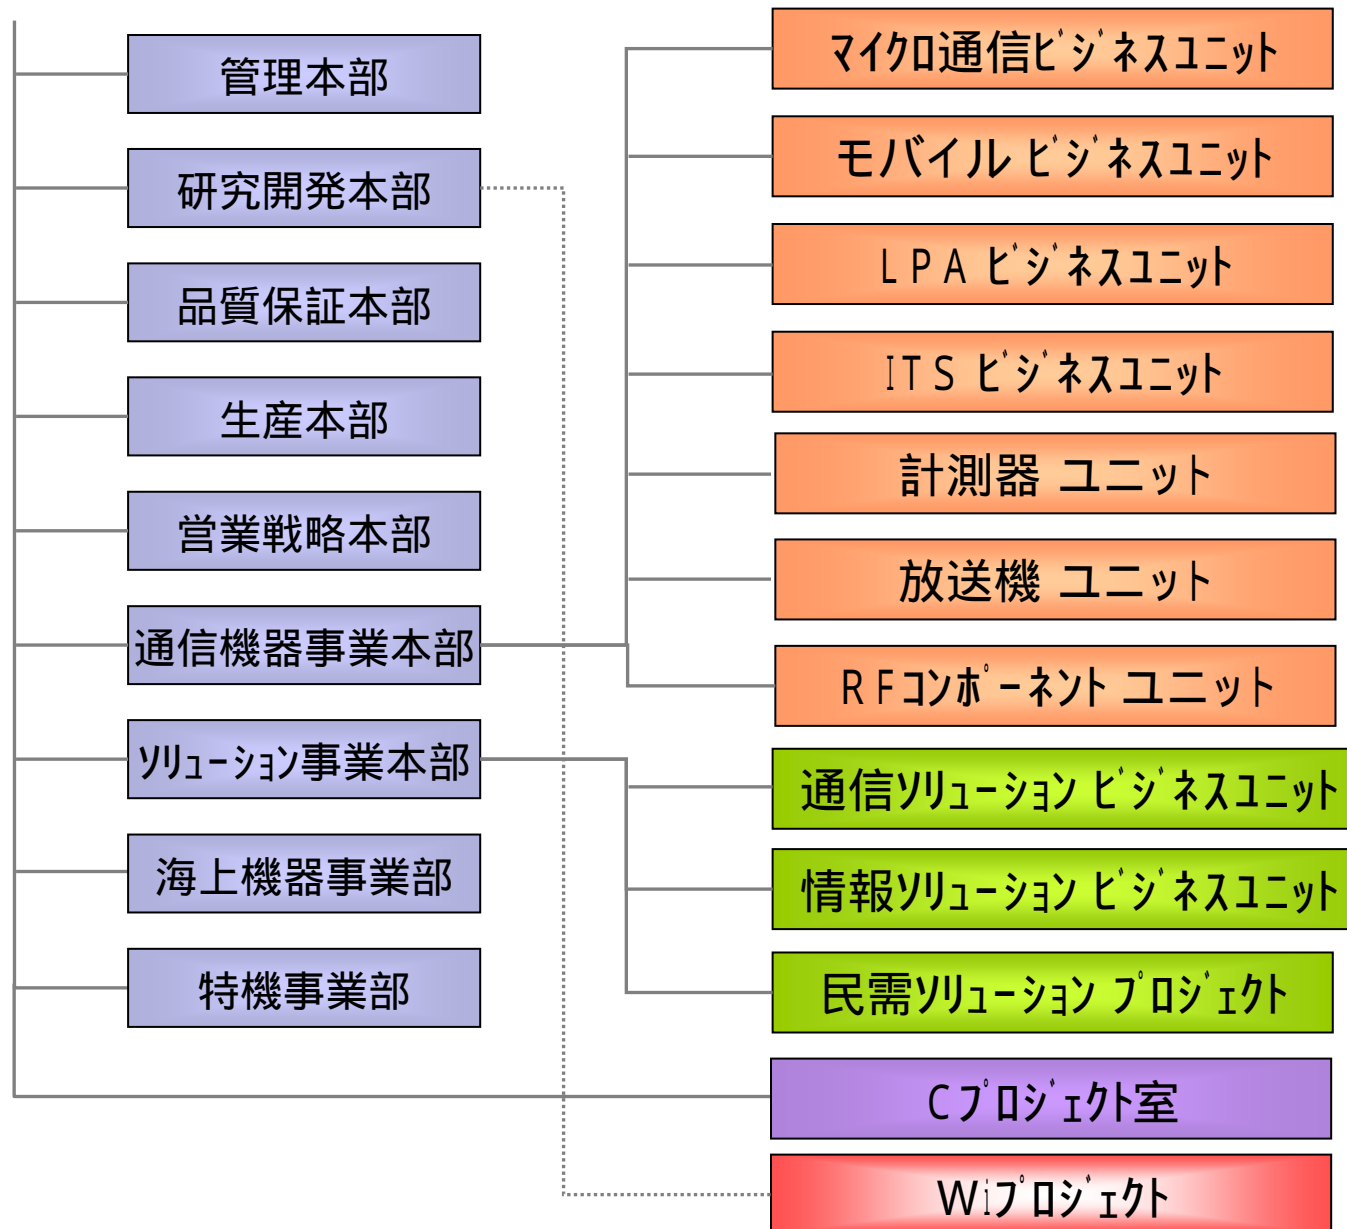 管理本部
研究開発本部
品質保証本部
生産本部
営業戦略本部
通信機器事業本部
ｿﾘｭｰｼｮﾝ事業本部
海上機器事業部
特機事業部
ﾏｲｸﾛ通信ﾋﾞｼﾞﾈｽﾕﾆｯﾄ
モバイル ﾋﾞｼﾞﾈｽﾕﾆｯﾄ
ＬＰＡ ﾋﾞｼﾞﾈｽﾕﾆｯﾄ
ＩＴＳ ﾋﾞｼﾞﾈｽﾕﾆｯﾄ
計測器 ユニット
放送機 ユニット
ＲＦｺﾝﾎﾟｰﾈﾝﾄ ユニット
通信ｿﾘｭｰｼｮﾝ ﾋﾞｼﾞﾈｽﾕﾆｯﾄ
情報ｿﾘｭｰｼｮﾝ ﾋﾞｼﾞﾈｽﾕﾆｯﾄ
民需ｿﾘｭｰｼｮﾝ ﾌﾟﾛｼﾞｪｸﾄ
Ｃﾌﾟﾛｼﾞｪｸﾄ室
Ｗｉﾌﾟﾛｼﾞｪｸﾄ